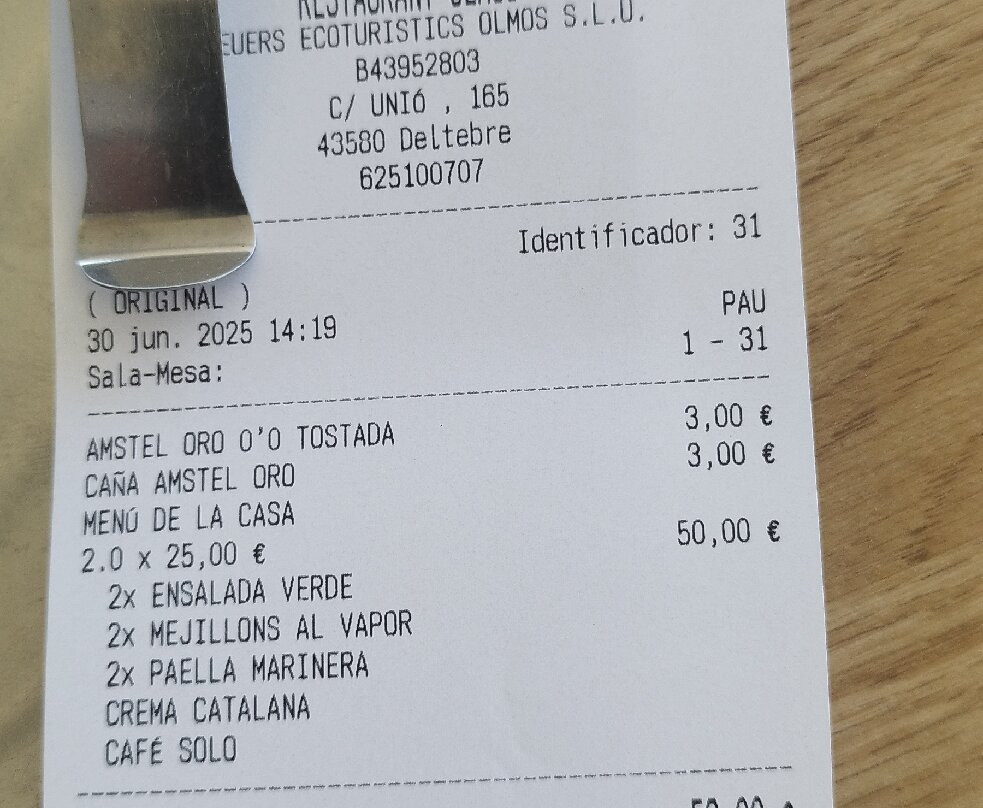 RESTAURANT
EUERS ECOTURISTICS OLMOS S.L.U.
B43952803
C/ UNIÓ , 165
43580 Deltebre
625100707
Identificador: 31
( ORIGINAL )
PAU
30 jun. 2025 14:19
1 - 31
Sala-Mesa:
AMSTEL ORO O'O TOSTADA 3,00 €
CAÑA AMSTEL ORO 3,00 €
MENÚ DE LA CASA
2.0 x 25,00 € 50,00 €
2x ENSALADA VERDE
2x MEJILLONS AL VAPOR
2x PAELLA MARINERA
CREMA CATALANA
CAFÉ SOLO